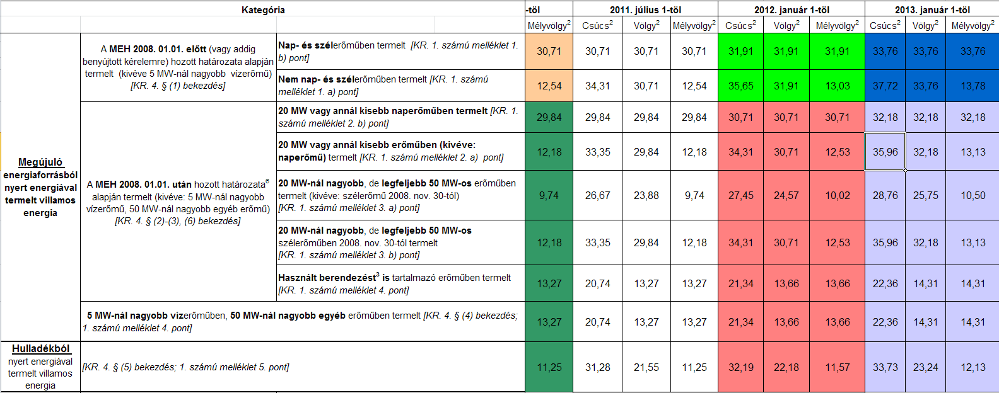 Kategória -töl 2011. július 1-töl 2012. január 1-töl 2013. január 1-töl
Mélyvölgy2 Csúcs2 Völgy2 Mélyvölgy2 Csúcs2 Völgy2 Mélyvölgy2 Csúcs2 Völgy2 Mélyvölgy2
Megújuló
energiaforrásból
nyert energiával
termelt villamos
energia
A MEH 2008. 01.01. előtt (vagy addig
benyújtott kérelemre) hozott határozata alapján
termelt (kivéve 5 MW-nál nagyobb vízerőmű)
[KR. 4. § (1) bekezdés]
Nap- és szélerőműben termelt [KR. 1. számú melléklet 1.
b) pont]
30,71 30,71 30,71 30,71 31,91 31,91 31,91 33,76 33,76 33,76
Nem nap- és szélerőműben termelt [KR. 1. számú
melléklet 1. a) pont]
12,54 34,31 30,71 12,54 35,65 31,91 13,03 37,72 33,76 13,78
A MEH 2008. 01.01. után hozott határozata6
alapján termelt (kivéve: 5 MW-nál nagyobb
vízerőmű, 50 MW-nál nagyobb egyéb erőmű)
[KR. 4. § (2)-(3), (6) bekezdés]
20 MW vagy annál kisebb naperőműben termelt [KR. 1.
számú melléklet 2. b) pont]
29,84 29,84 29,84 29,84 30,71 30,71 30,71 32,18 32,18 32,18
20 MW vagy annál kisebb erőműben (kivéve:
naperőmű) termelt [KR. 1. számú melléklet 2. a) pont]
12,18 33,35 29,84 12,18 34,31 30,71 12,53 35,96 32,18 13,13
20 MW-nál nagyobb, de legfeljebb 50 MW-os erőműben
termelt (kivéve: szélerőmű 2008. nov. 30-tól)
[KR. 1. számú melléklet 3. a) pont]
9,74 26,67 23,88 9,74 27,45 24,57 10,02 28,76 25,75 10,50
20 MW-nál nagyobb, de legfeljebb 50 MW-os
szélerőműben 2008. nov. 30-tól termelt
[KR. 1. számú melléklet 3. b) pont]
12,18 33,35 29,84 12,18 34,31 30,71 12,53 35,96 32,18 13,13
Használt berendezést3 is tartalmazó erőműben termelt
[KR. 1. számú melléklet 4. pont]
13,27 20,74 13,27 13,27 21,34 13,66 13,66 22,36 14,31 14,31
5 MW-nál nagyobb vízerőműben, 50 MW-nál nagyobb egyéb erőműben termelt [KR. 4. § (4) bekezdés;
1. számú melléklet 4. pont]
13,27 20,74 13,27 13,27 21,34 13,66 13,66 22,36 14,31 14,31
Hulladékból
nyert energiával
termelt villamos
energia
[KR. 4. § (5) bekezdés; 1. számú melléklet 5. pont]
11,25 31,28 21,55 11,25 32,19 22,18 11,57 33,73 23,24 12,13